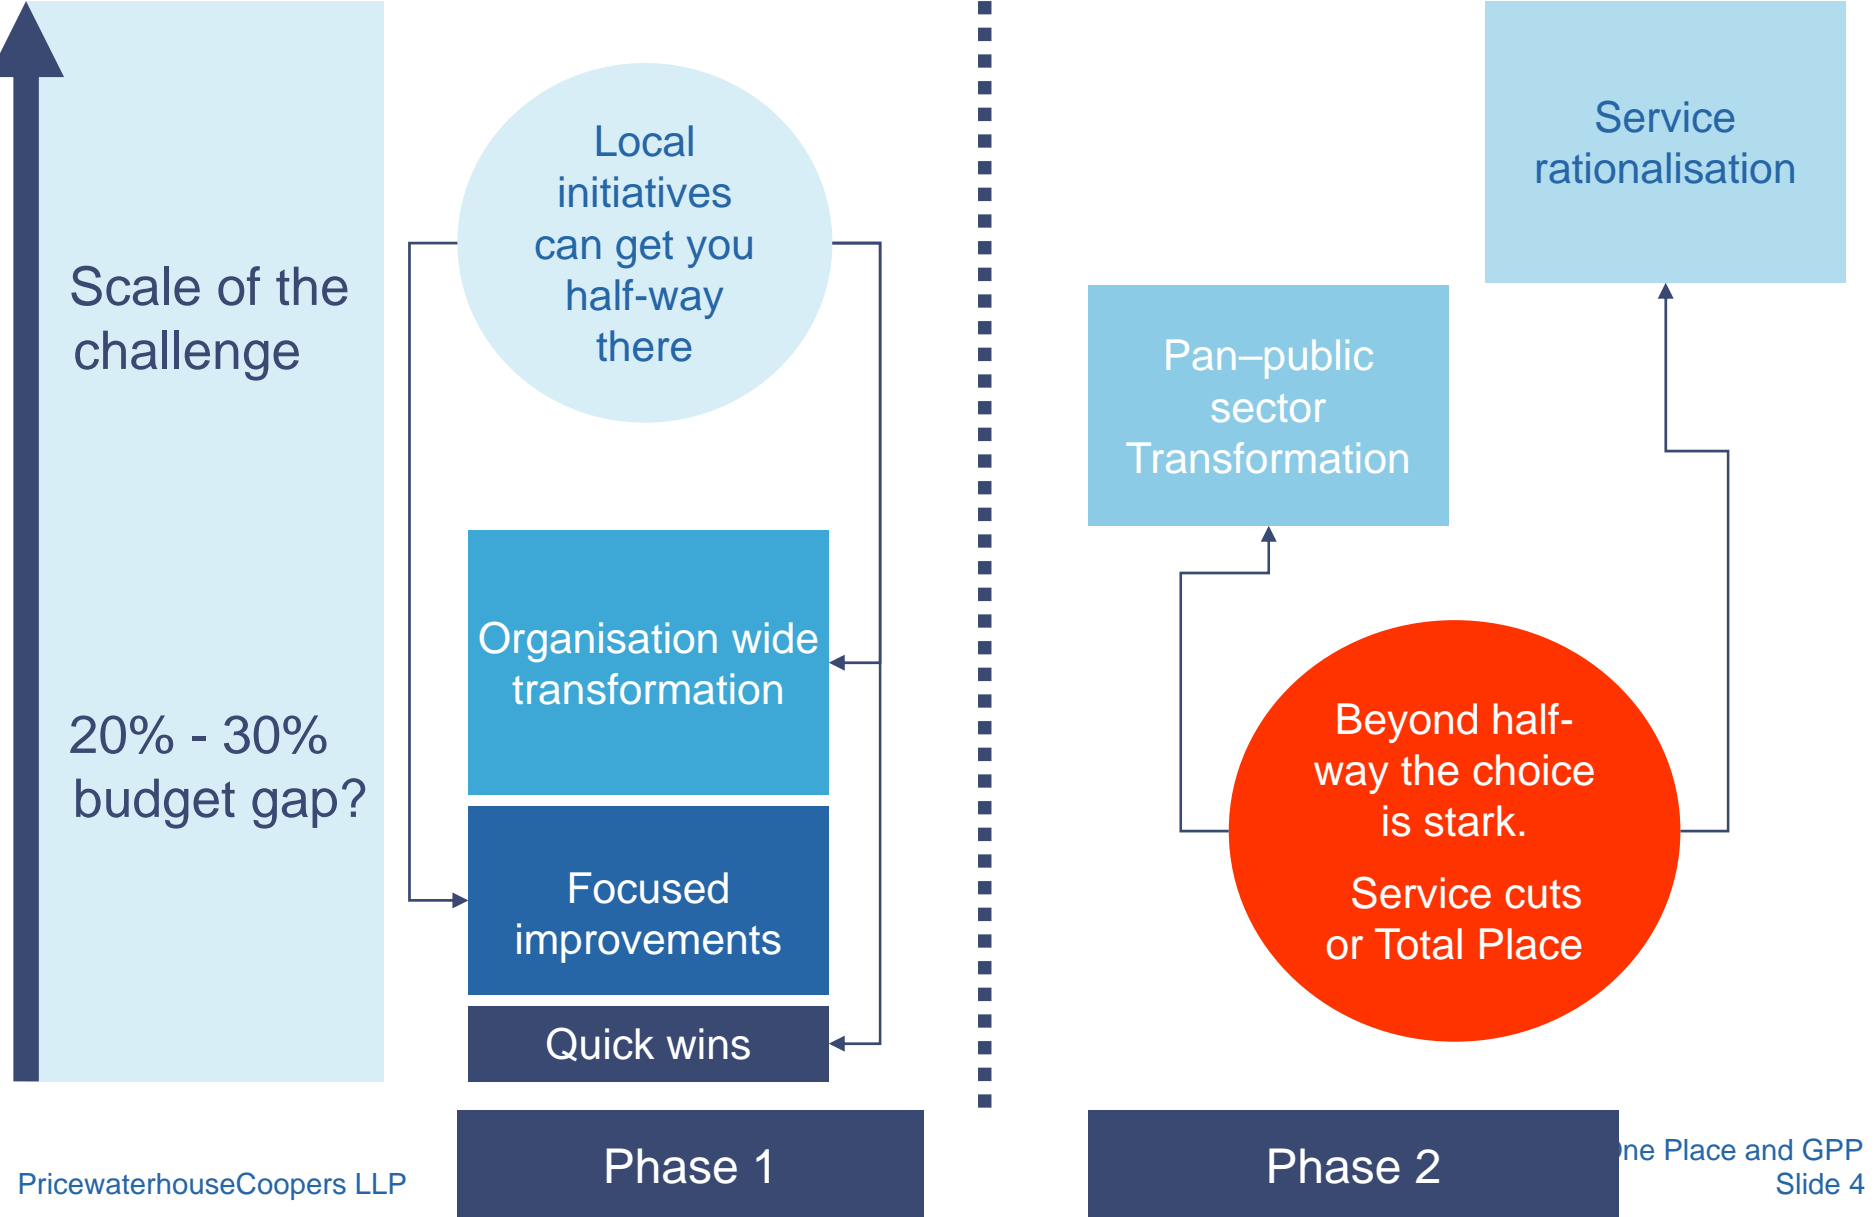 Scale of the
challenge
20% - 30%
budget gap?
Local
initiatives
can get you
half-way
there
Organisation wide
transformation
Focused
improvements
Quick wins
Phase 1
Service
rationalisation
Pan–public
sector
Transformation
Beyond half-
way the choice
is stark.
Service cuts
or Total Place
Phase 2
PricewaterhouseCoopers LLP
Place and GPP
Slide 4